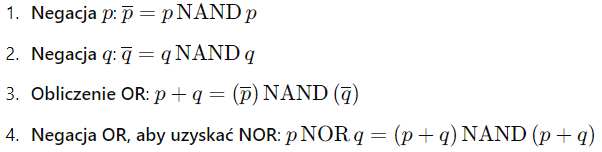 1. Negacja p: p̅ = p NAND p
2. Negacja q: q̅ = q NAND q
3. Obliczenie OR: p + q = (p̅) NAND (q̅)
4. Negacja OR, aby uzyskać NOR: p NOR q = (p + q) NAND (p + q)